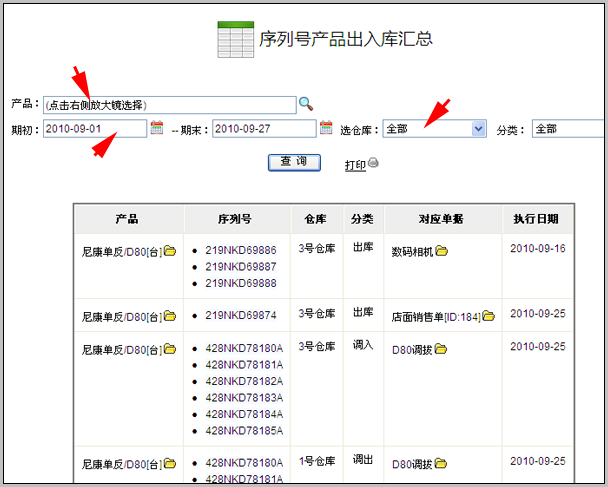 序列号产品出入库汇总
产品： (点击右侧放大镜选择)
期初： 2010-09-01 -- 期末： 2010-09-27 选仓库： 全部 分类： 全部
查 询 打印
产品 序列号 仓库 分类 对应单据 执行日期
尼康单反/D80[台] 219NKD69886 3号仓库 出库 数码相机 2010-09-16
219NKD69887
219NKD69888
尼康单反/D80[台] 219NKD69874 3号仓库 出库 店面销售单[ID:184] 2010-09-25
尼康单反/D80[台] 428NKD78180A 3号仓库 调入 D80调拔 2010-09-25
428NKD78181A
428NKD78182A
428NKD78183A
428NKD78184A
428NKD78185A
尼康单反/D80[台] 428NKD78180A 1号仓库 调出 D80调拔 2010-09-25
428NKD78181A